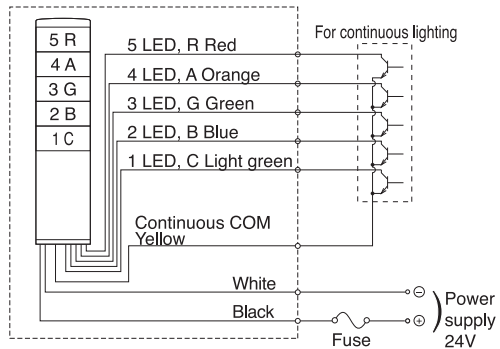 5 R
4 A
3 G
2 B
1 C
5 LED, R Red
4 LED, A Orange
3 LED, G Green
2 LED, B Blue
1 LED, C Light green
Continuous COM
Yellow
White
Black
Fuse
For continuous lighting
⊖
⊕
Power
supply
24V